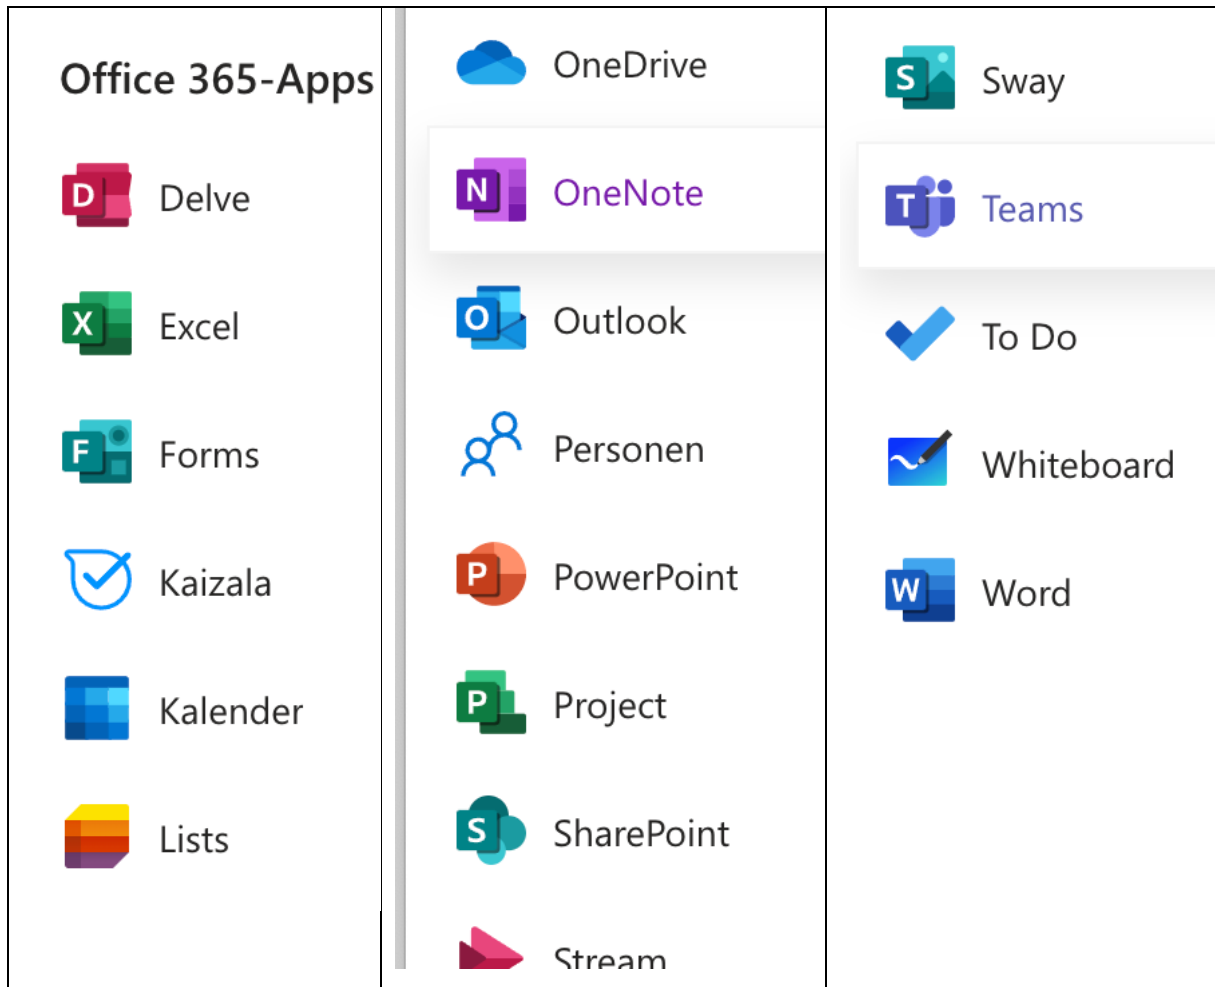 Office 365-Apps
D Delve
X Excel
F Forms
Kaizala
Kalender
Lists
OneDrive
N OneNote
O Outlook
Personen
P PowerPoint
P Project
S SharePoint
Stream
S Sway
T Teams
To Do
Whiteboard
W Word